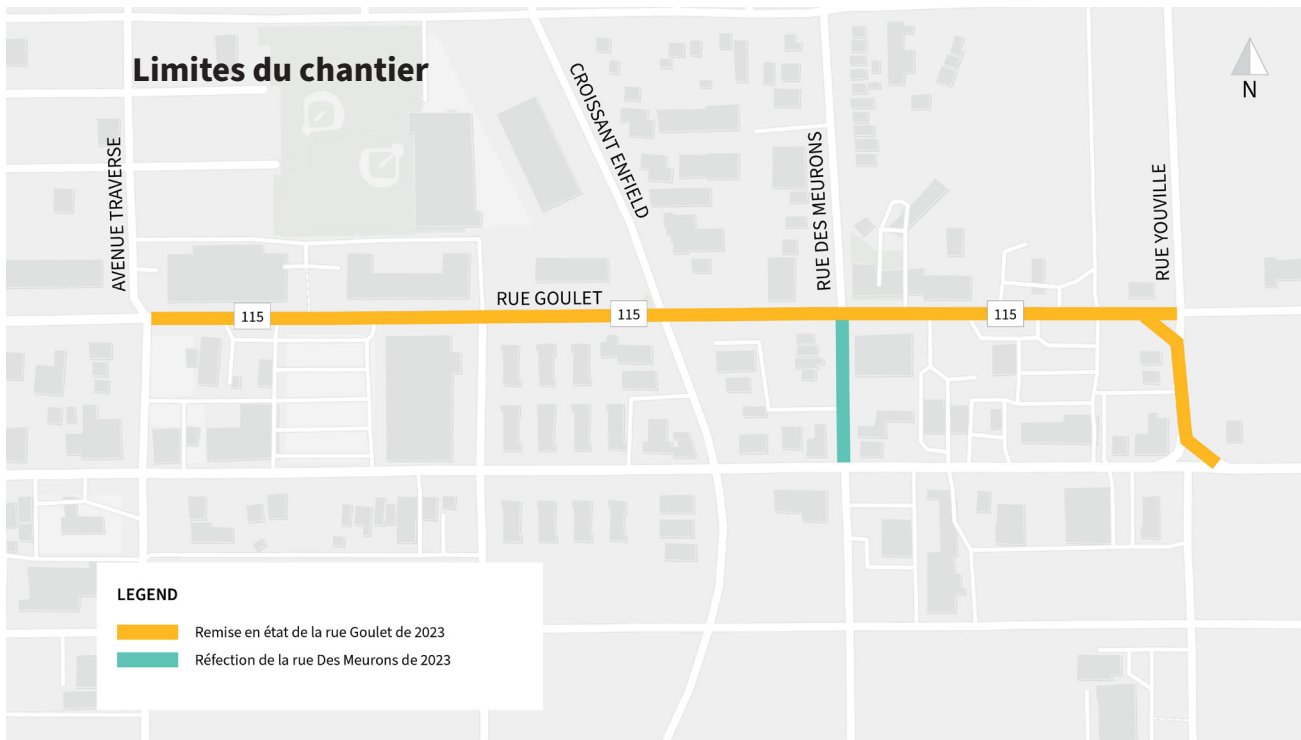 Limites du chantier
N
AVENUE TRAVERSE
CROISSANT ENFIELD
RUE DES MEURONS
RUE YOUVILLE
RUE GOULET
115
115
115
LEGEND
Remise en état de la rue Goulet de 2023
Réfection de la rue Des Meurons de 2023